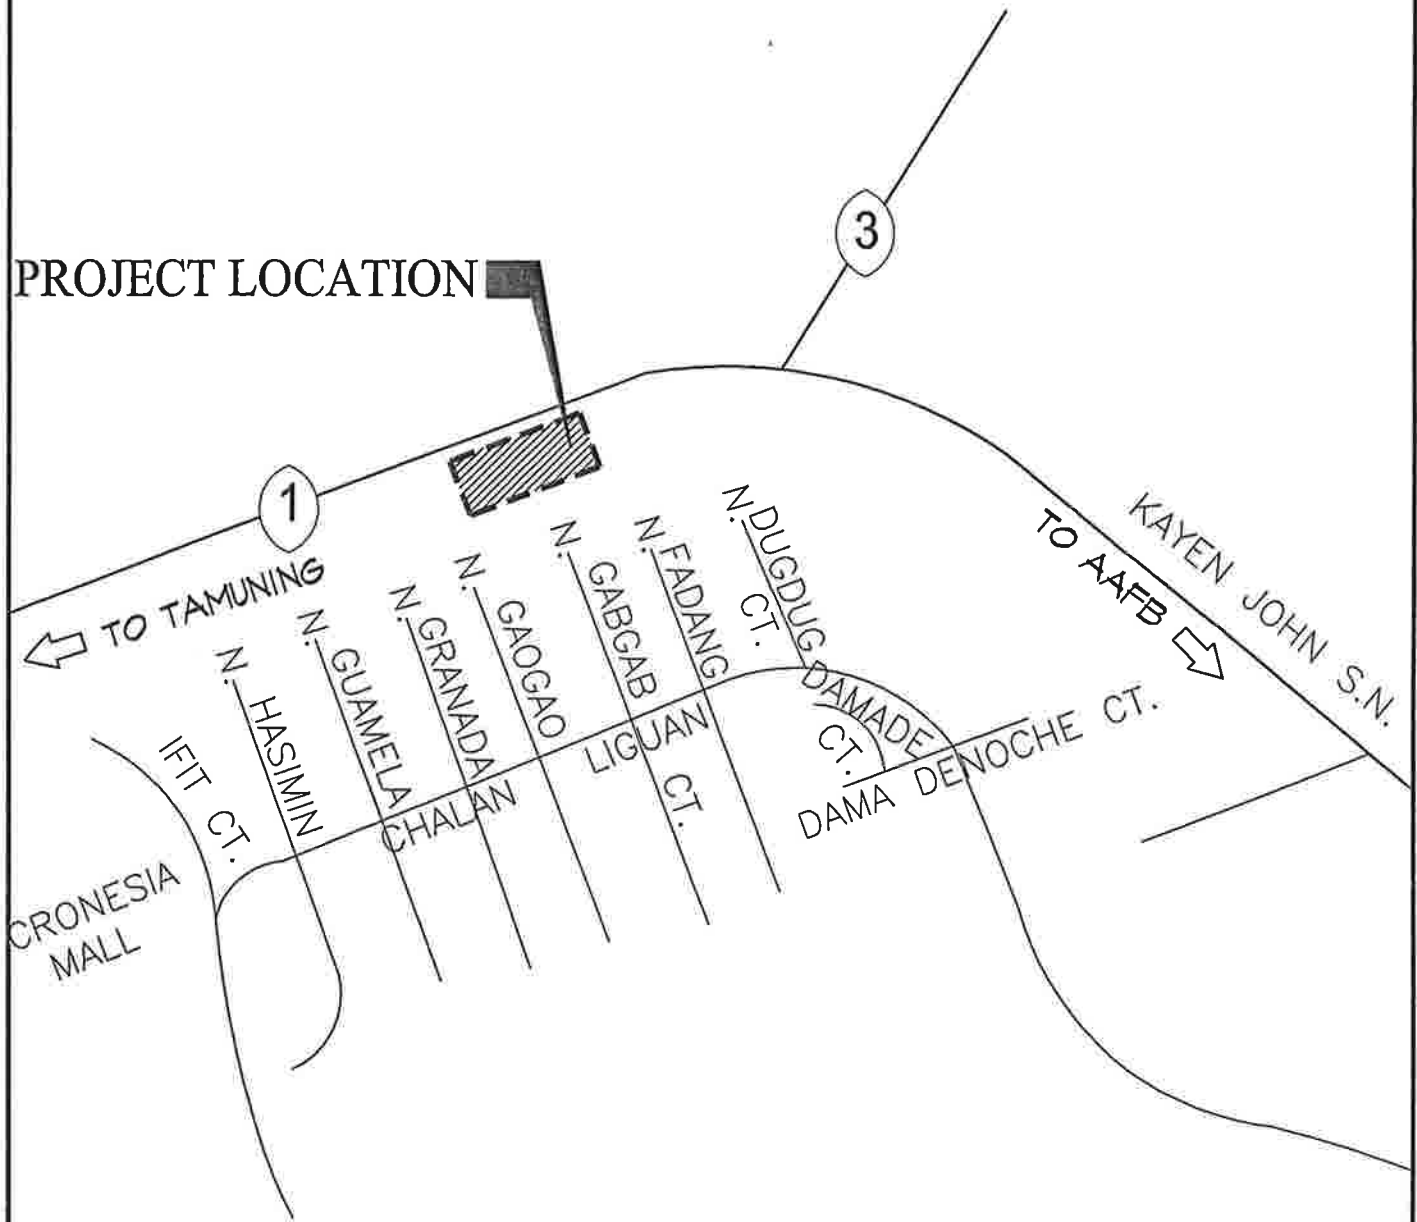 3
PROJECT LOCATION
1
TO TAMUNING
TO AAFB
KAYEN JOHN S.N.
N. HASIMIN
N. GUAMELA
N. GRANADA
N. GAOGAO
N. GABGAB
CT.
N. FADANG
N. DUGDUG
CT.
IFIT CT.
CHALAN LIGUAN
DAMADE
CT.
DAMA DENOCHE CT.
CRONESIA
MALL